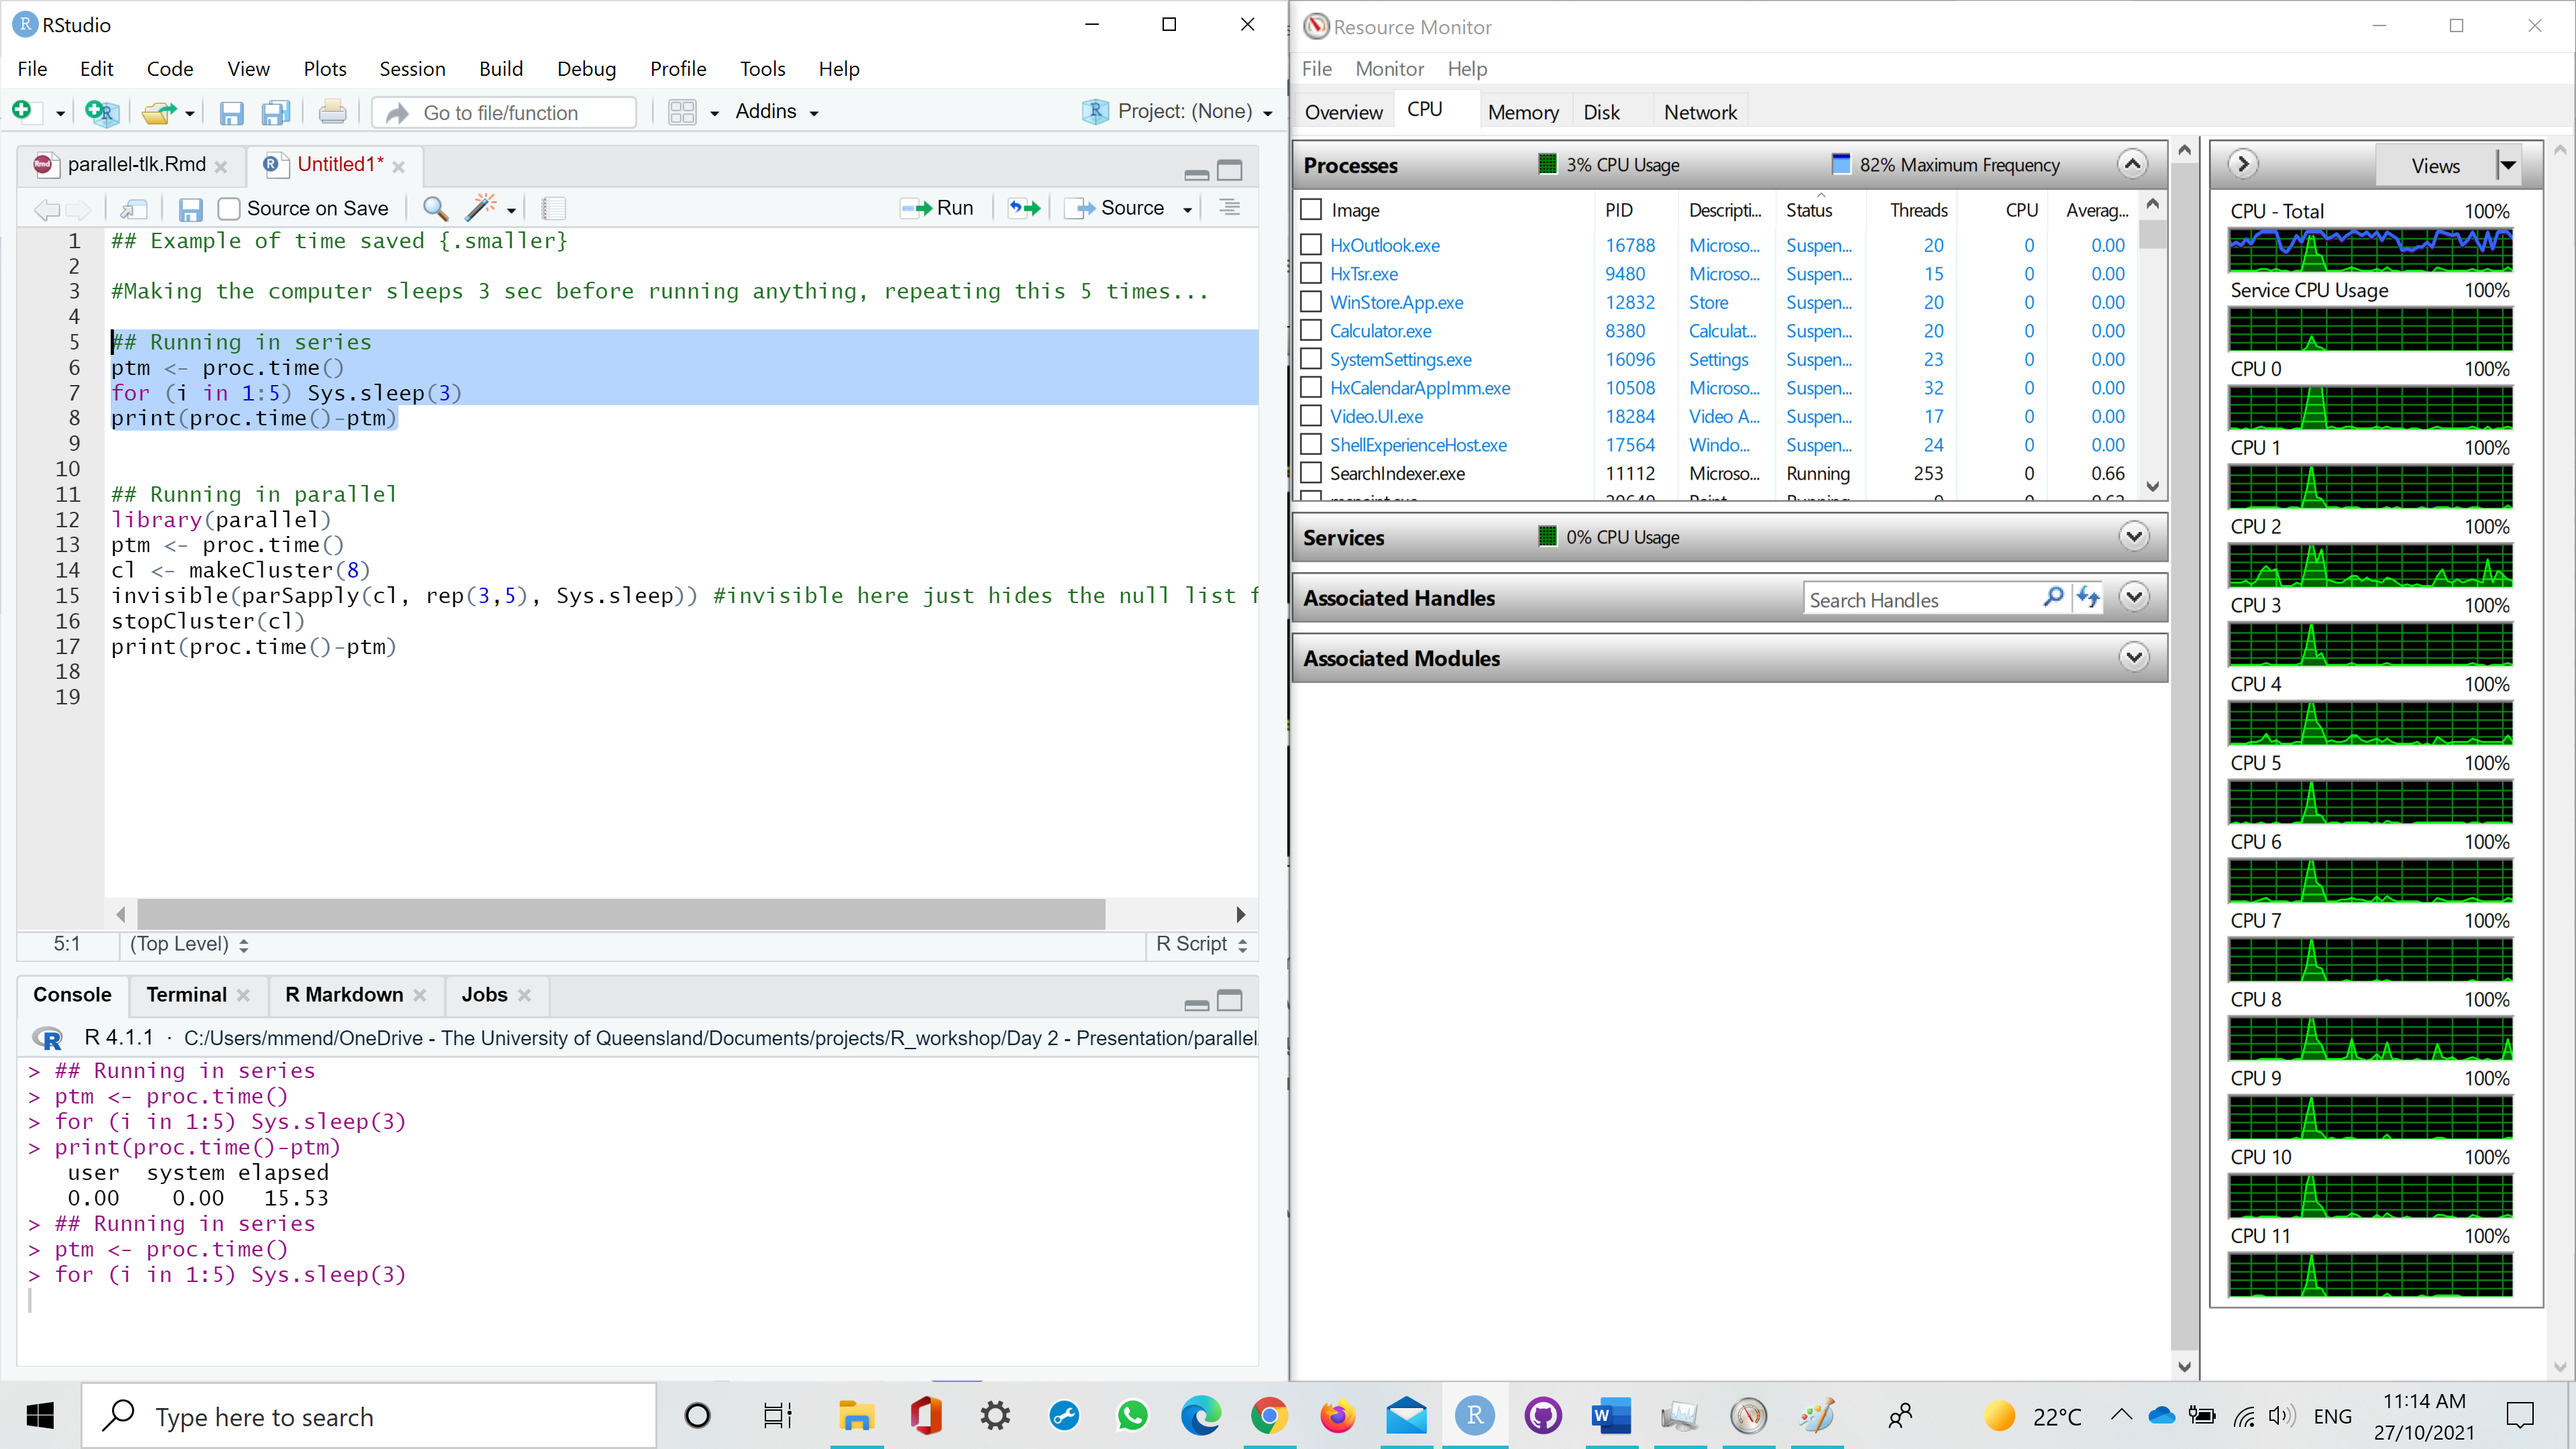 RStudio
File Edit Code View Plots Session Build Debug Profile Tools Help
Go to file/function Addins Project: (None)
parallel-tlk.Rmd Untitled1*
Source on Save Run Source
1 ## Example of time saved {.smaller}
2
3 #Making the computer sleeps 3 sec before running anything, repeating this 5 times...
4
5 ## Running in series
6 ptm <- proc.time()
7 for (i in 1:5) Sys.sleep(3)
8 print(proc.time()-ptm)
9
10
11 ## Running in parallel
12 library(parallel)
13 ptm <- proc.time()
14 cl <- makeCluster(8)
15 invisible(parSapply(cl, rep(3,5), Sys.sleep)) #invisible here just hides the null list f
16 stopCluster(cl)
17 print(proc.time()-ptm)
18
19
5:1 (Top Level) R Script
Console Terminal R Markdown Jobs
R 4.1.1 · C:/Users/mmend/OneDrive - The University of Queensland/Documents/projects/R_workshop/Day 2 - Presentation/parallel
> ## Running in series
> ptm <- proc.time()
> for (i in 1:5) Sys.sleep(3)
> print(proc.time()-ptm)
user system elapsed
0.00 0.00 15.53
> ## Running in series
> ptm <- proc.time()
> for (i in 1:5) Sys.sleep(3)
Resource Monitor
File Monitor Help
Overview CPU Memory Disk Network
Processes 3% CPU Usage 82% Maximum Frequency
Image PID Descripti... Status Threads CPU Averag...
HxOutlook.exe 16788 Microso... Suspen... 20 0 0.00
HxTsr.exe 9480 Microso... Suspen... 15 0 0.00
WinStore.App.exe 12832 Store Suspen... 20 0 0.00
Calculator.exe 8380 Calculat... Suspen... 20 0 0.00
SystemSettings.exe 16096 Settings Suspen... 23 0 0.00
HxCalendarAppImm.exe 10508 Microso... Suspen... 32 0 0.00
Video.UI.exe 18284 Video A... Suspen... 17 0 0.00
ShellExperienceHost.exe 17564 Windo... Suspen... 24 0 0.00
SearchIndexer.exe 11112 Microso... Running 253 0 0.66
Services 0% CPU Usage
Associated Handles Search Handles
Associated Modules
Views
CPU - Total 100%
Service CPU Usage 100%
CPU 0 100%
CPU 1 100%
CPU 2 100%
CPU 3 100%
CPU 4 100%
CPU 5 100%
CPU 6 100%
CPU 7 100%
CPU 8 100%
CPU 9 100%
CPU 10 100%
CPU 11 100%
Type here to search
22°C ENG 11:14 AM
27/10/2021